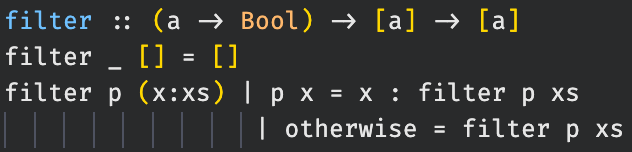 filter :: (a → Bool) → [a] → [a]
filter _ [] = []
filter p (x:xs) | p x = x : filter p xs
| otherwise = filter p xs